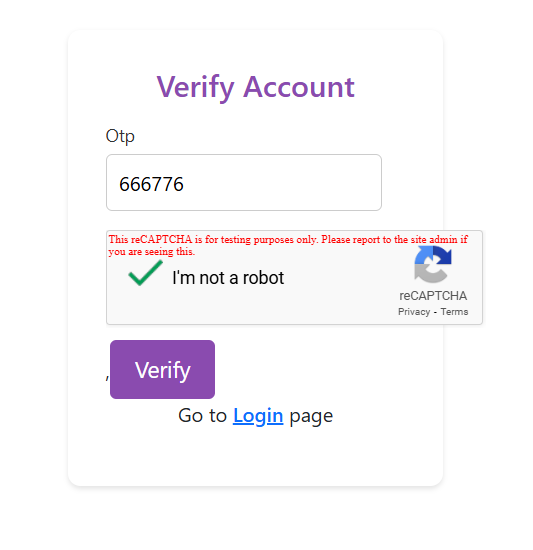 Verify Account
Otp
666776
This reCAPTCHA is for testing purposes only. Please report to the site admin if
you are seeing this.
I'm not a robot
reCAPTCHA
Privacy - Terms
, Verify
Go to Login page